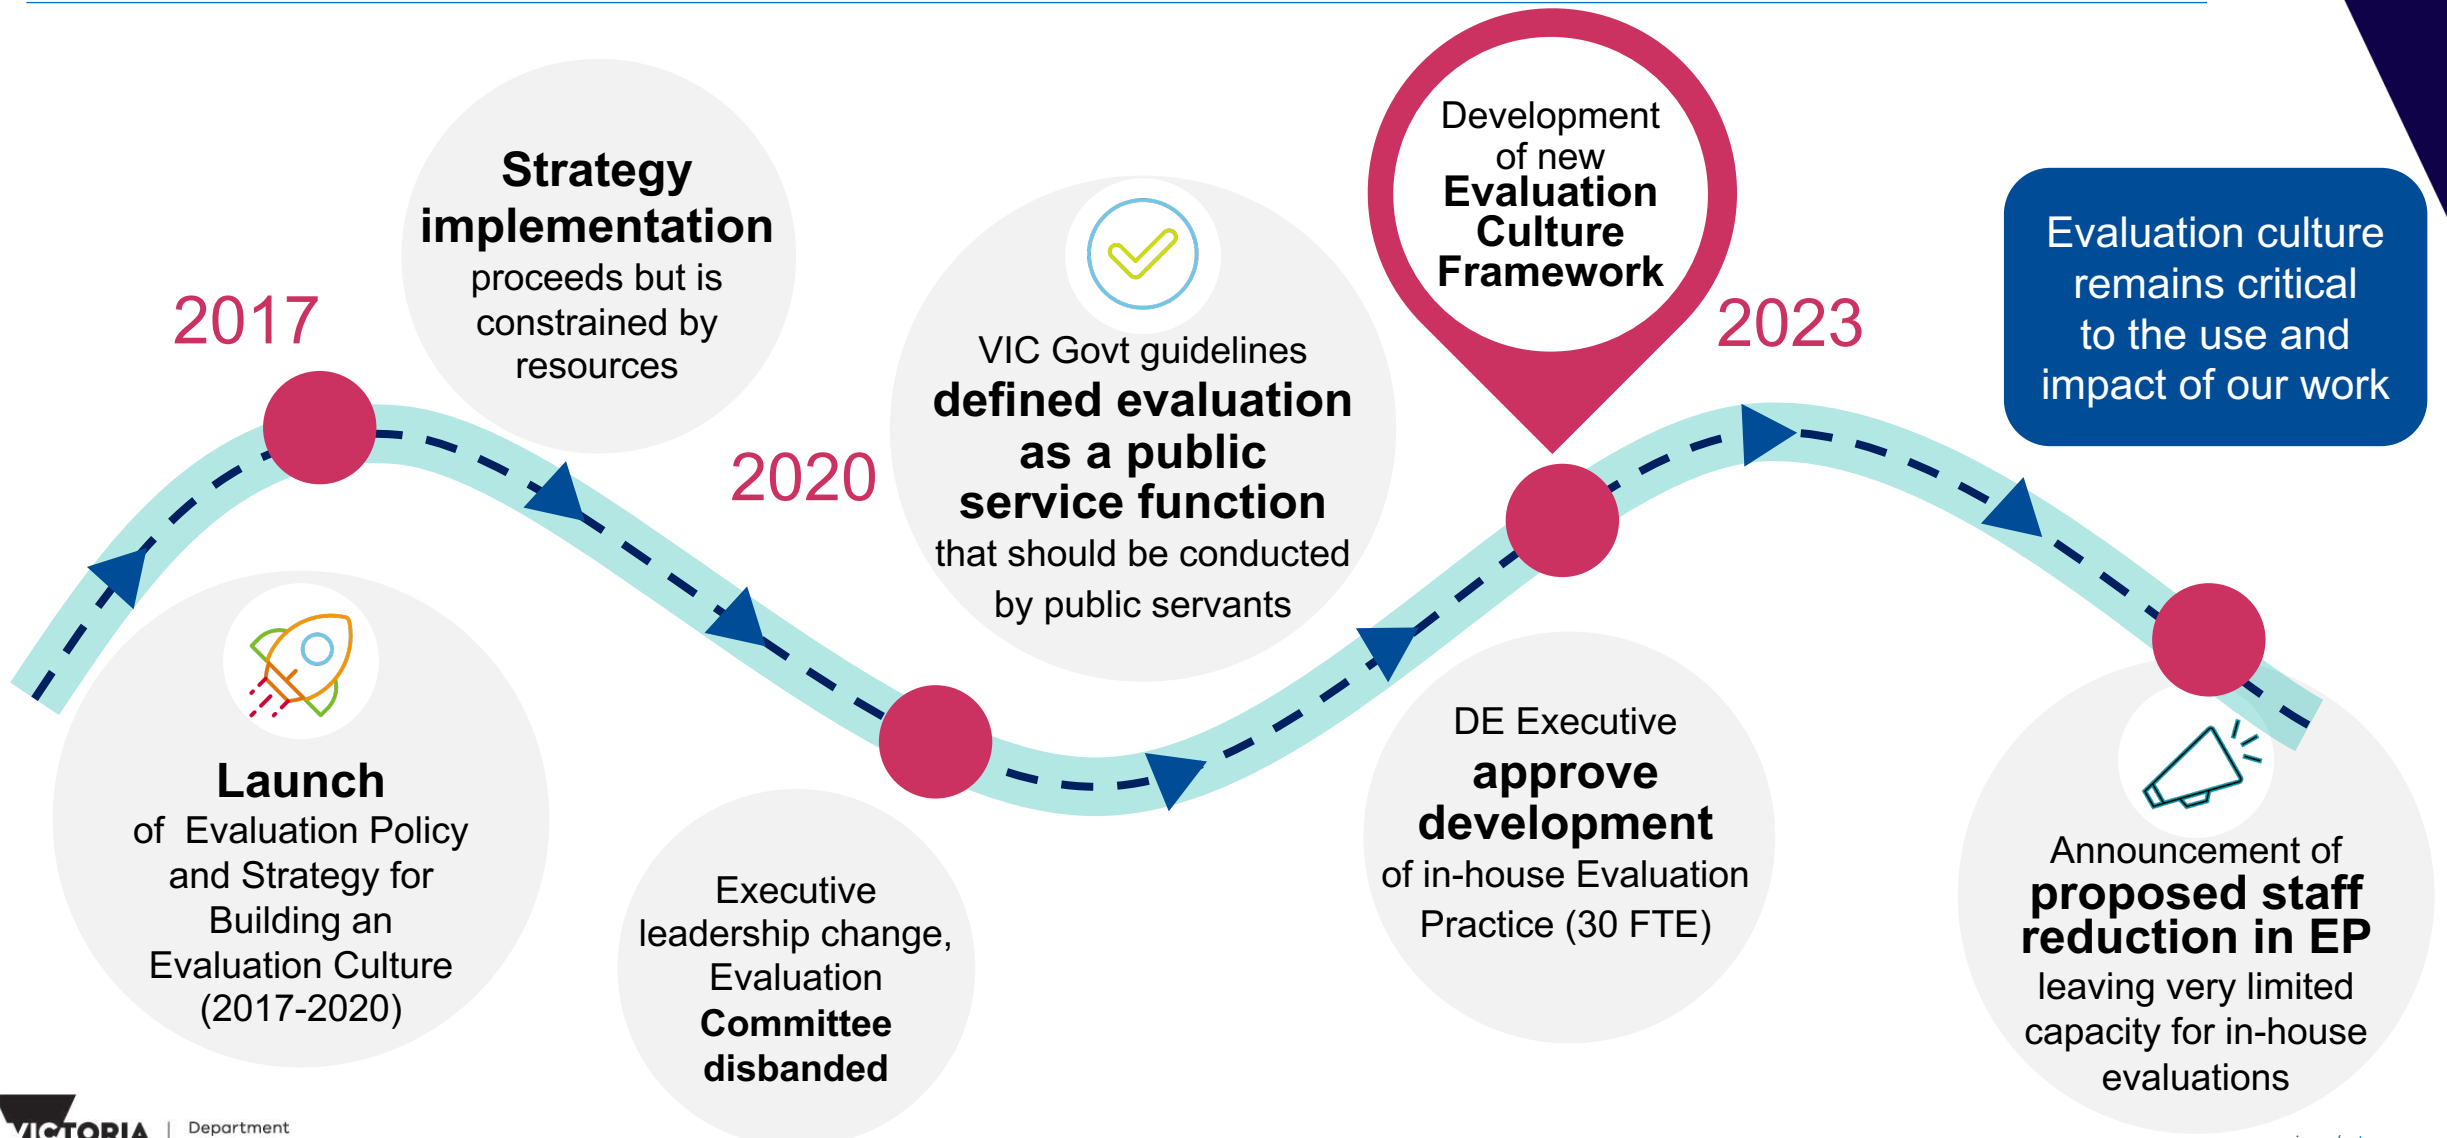 2017
Launch
of Evaluation Policy
and Strategy for
Building an
Evaluation Culture
(2017-2020)
Strategy
implementation
proceeds but is
constrained by
resources
2020
Executive
leadership change,
Evaluation
Committee
disbanded
VIC Govt guidelines
defined evaluation
as a public
service function
that should be conducted
by public servants
Development
of new
Evaluation
Culture
Framework
2023
DE Executive
approve
development
of in-house Evaluation
Practice (30 FTE)
Evaluation culture
remains critical
to the use and
impact of our work
Announcement of
proposed staff
reduction in EP
leaving very limited
capacity for in-house
evaluations
VICTORIA
Department